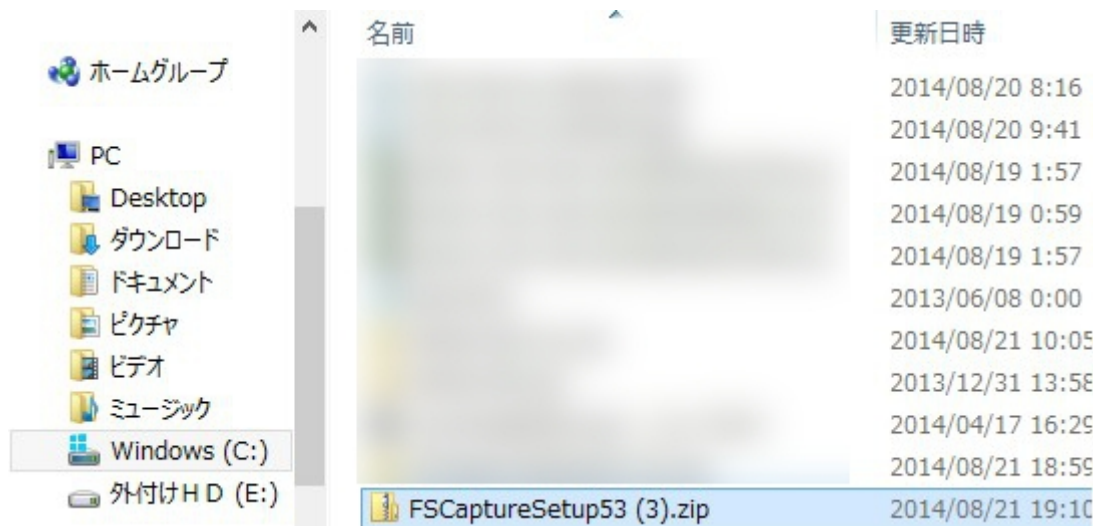 ホームグループ
PC
Desktop
ダウンロード
ドキュメント
ピクチャ
ビデオ
ミュージック
Windows (C:)
外付けＨＤ (E:)
名前
更新日時
2014/08/20 8:16
2014/08/20 9:41
2014/08/19 1:57
2014/08/19 0:59
2014/08/19 1:57
2013/06/08 0:00
2014/08/21 10:05
2013/12/31 13:58
2014/04/17 16:29
2014/08/21 18:59
FSCaptureSetup53 (3).zip
2014/08/21 19:10